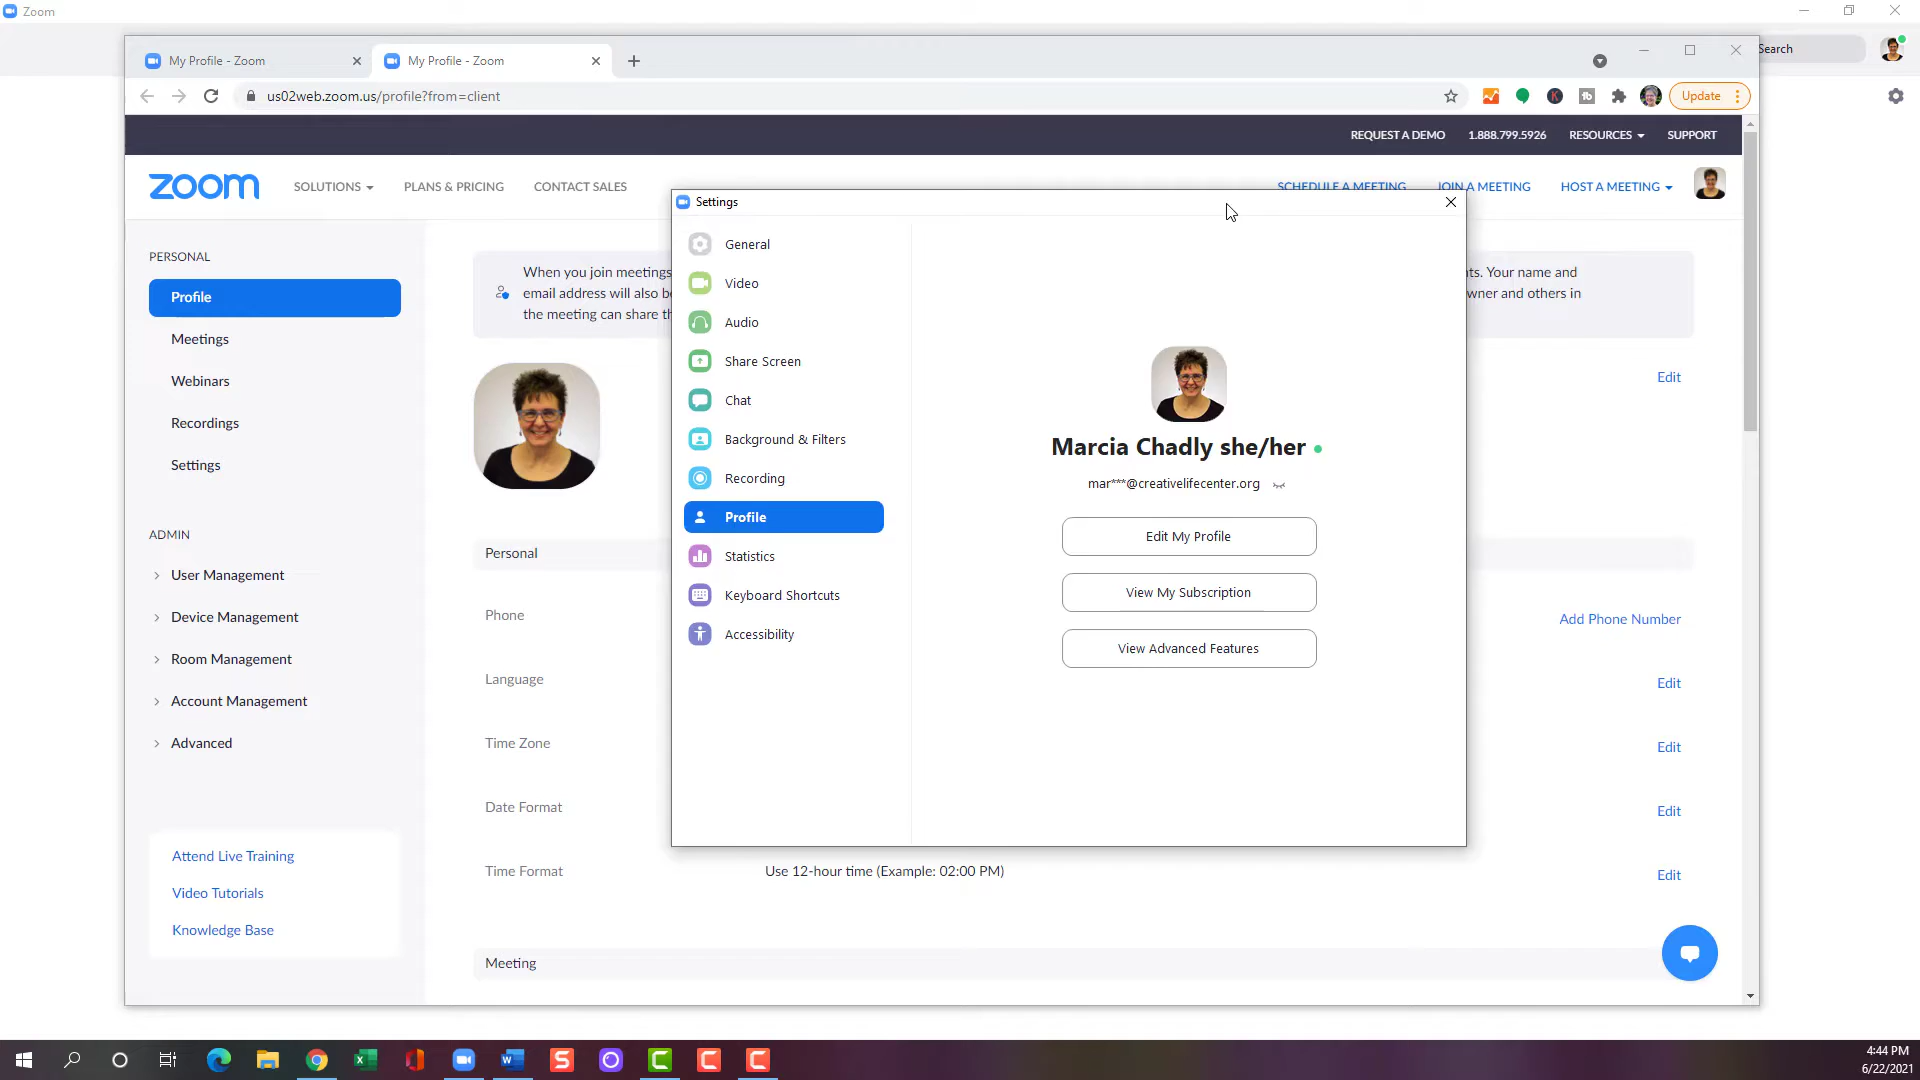 Zoom
My Profile - Zoom
My Profile - Zoom
Search
us02web.zoom.us/profile?from=client
Update
REQUEST A DEMO
1.888.799.5926
RESOURCES
SUPPORT
zoom
SOLUTIONS
PLANS & PRICING
CONTACT SALES
SCHEDULE A MEETING
JOIN A MEETING
HOST A MEETING
PERSONAL
Profile
Meetings
Webinars
Recordings
Settings
ADMIN
User Management
Device Management
Room Management
Account Management
Advanced
Attend Live Training
Video Tutorials
Knowledge Base
When you join meetings
email address will also be
the meeting can share th
ts. Your name and
wner and others in
Edit
Personal
Phone
Add Phone Number
Language
Edit
Time Zone
Edit
Date Format
Edit
Time Format
Use 12-hour time (Example: 02:00 PM)
Edit
Meeting
Settings
General
Video
Audio
Share Screen
Chat
Background & Filters
Recording
Profile
Statistics
Keyboard Shortcuts
Accessibility
Marcia Chadly she/her
mar***@creativelifecenter.org
Edit My Profile
View My Subscription
View Advanced Features
4:44 PM
6/22/2021